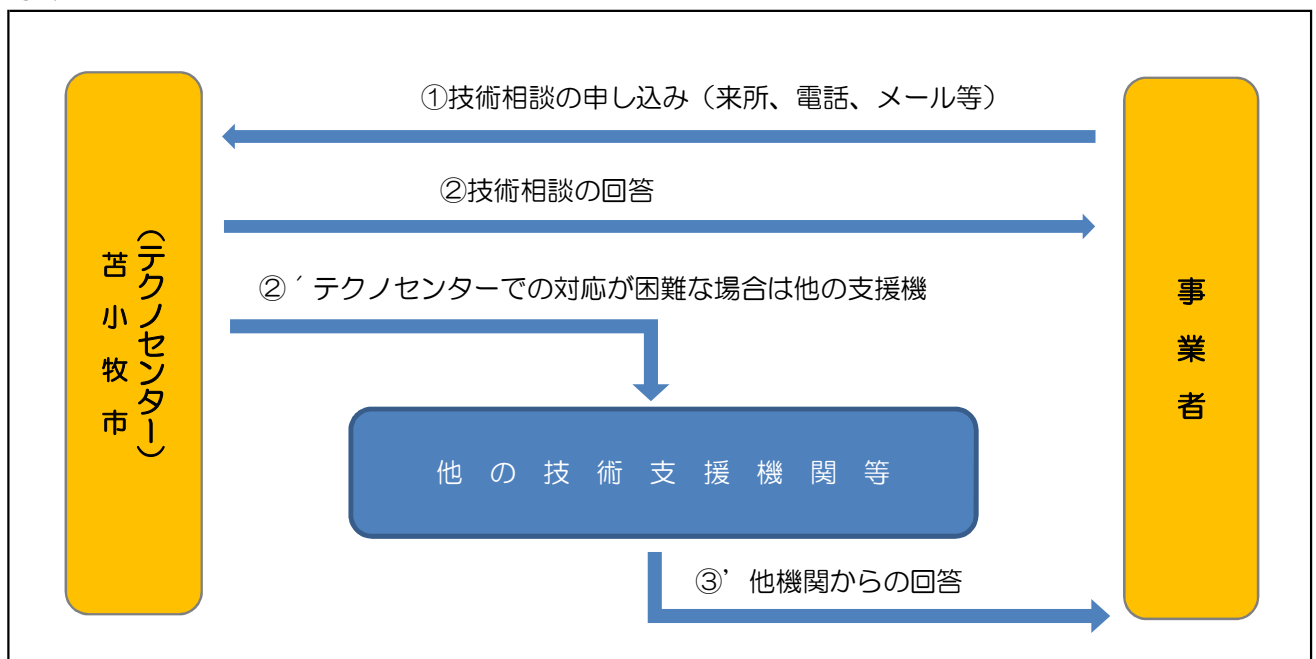 ①技術相談の申し込み（来所、電話、メール等）
②技術相談の回答
②´テクノセンターでの対応が困難な場合は他の支援機
苫小牧市
（テクノセンター）
事業者
他の技術支援機関等
③’他機関からの回答